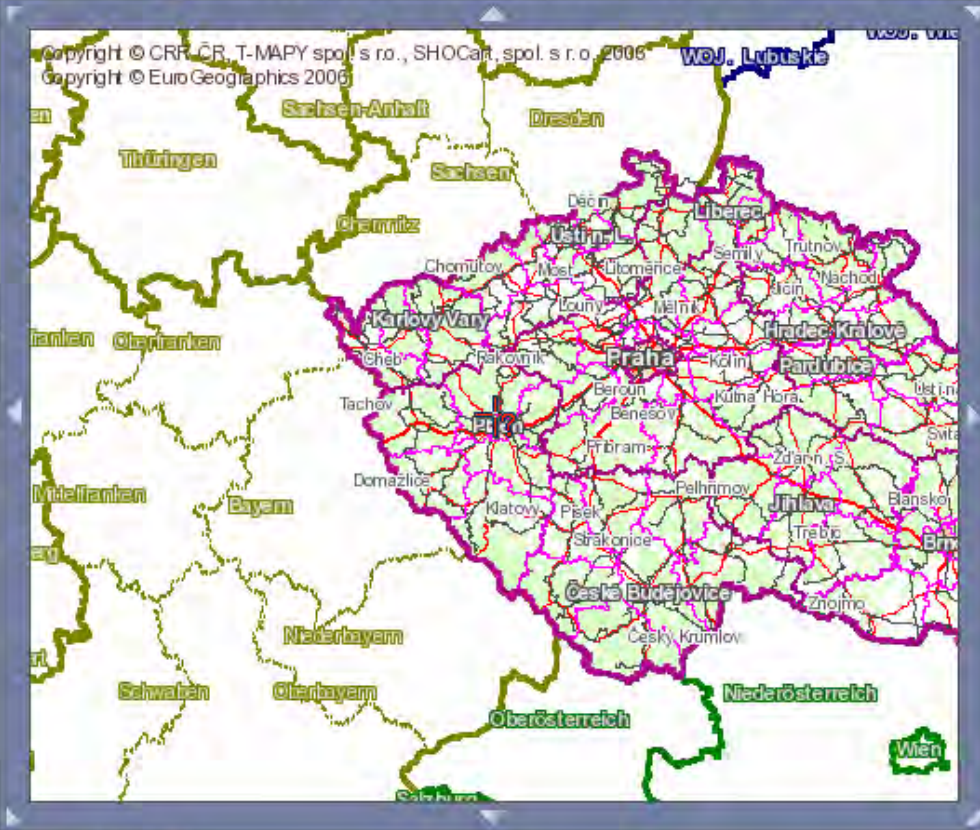 Copyright © CRR ČR, T-MAPY spol. s r.o., SHOCart, spol. s r.o. 2006
Copyright © EuroGeographics 2006
WOJ. Lubuskie
Sachsen-Anhalt
Dresden
Thüringen
Sachsen
Děčín
Liberec
Chemnitz
Ústí n. L.
Trutnov
Semily
Chomutov
Most
Litoměřice
Náchod
Jičín
Louny
Mělník
Karlovy Vary
Hradec Králové
Oberfranken
Cheb
Rakovník
Praha
Kolín
Pardubice
Beroun
Kutná Hora
Tachov
Benešov
Příbram
Domažlice
Pelhřimov
Mittelfranken
Bayern
Klatovy
Písek
Jihlava
Blansko
Strakonice
Třebíč
České Budějovice
Znojmo
Niederbayern
Český Krumlov
Schwaben
Oberbayern
Niederösterreich
Oberösterreich
Wien
Salzburg